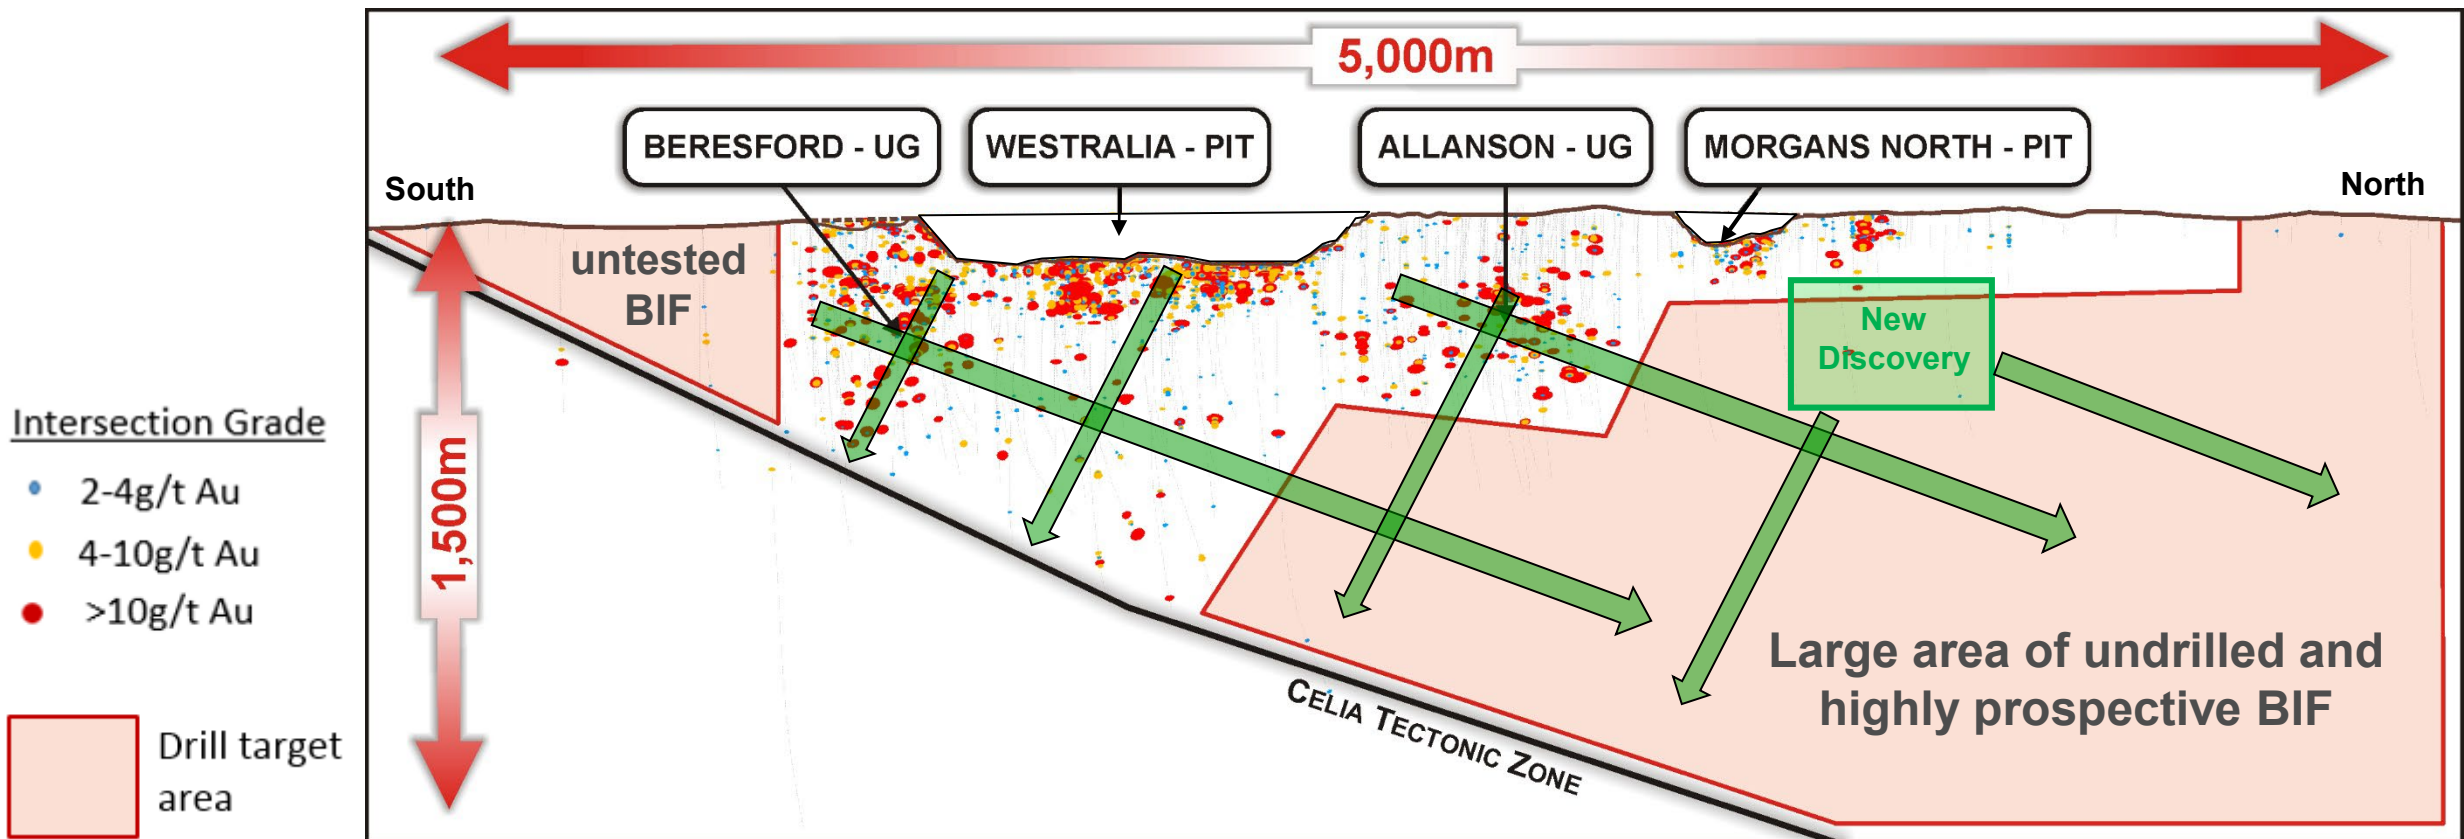 5,000m
BERESFORD - UG
WESTRALIA - PIT
ALLANSON - UG
MORGANS NORTH - PIT
South
North
untested
BIF
New
Discovery
Intersection Grade
2-4g/t Au
4-10g/t Au
>10g/t Au
1,500m
Large area of undrilled and
highly prospective BIF
CELIA TECTONIC ZONE
Drill target
area